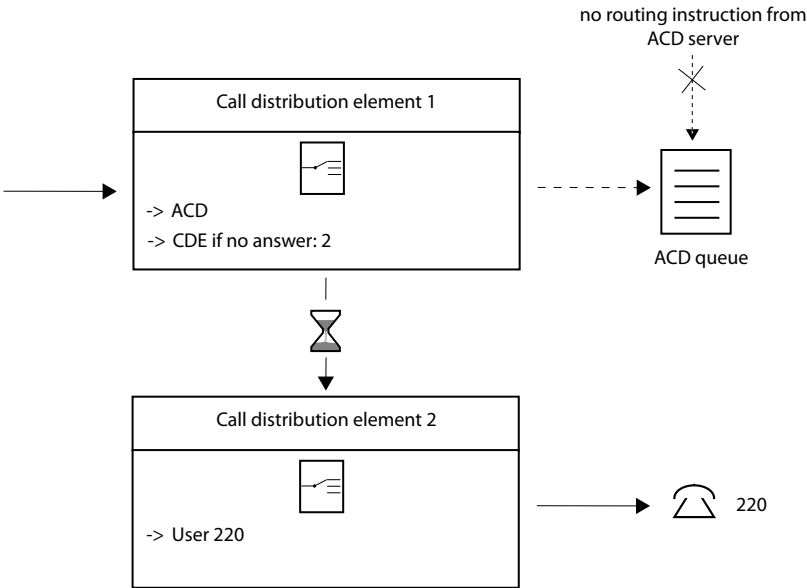 no routing instruction from
ACD server
Call distribution element 1
-> ACD
-> CDE if no answer: 2
ACD queue
Call distribution element 2
-> User 220
220